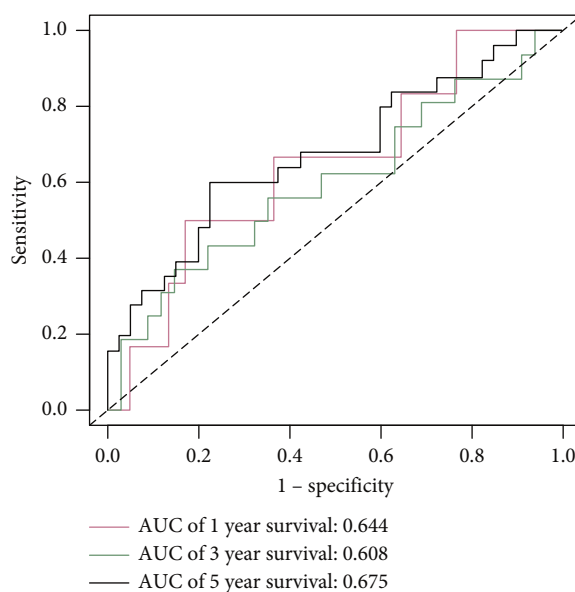 1.0
0.8
0.6
0.4
0.2
0.0
Sensitivity
0.0 0.2 0.4 0.6 0.8 1.0
1 – specificity
AUC of 1 year survival: 0.644
AUC of 3 year survival: 0.608
AUC of 5 year survival: 0.675